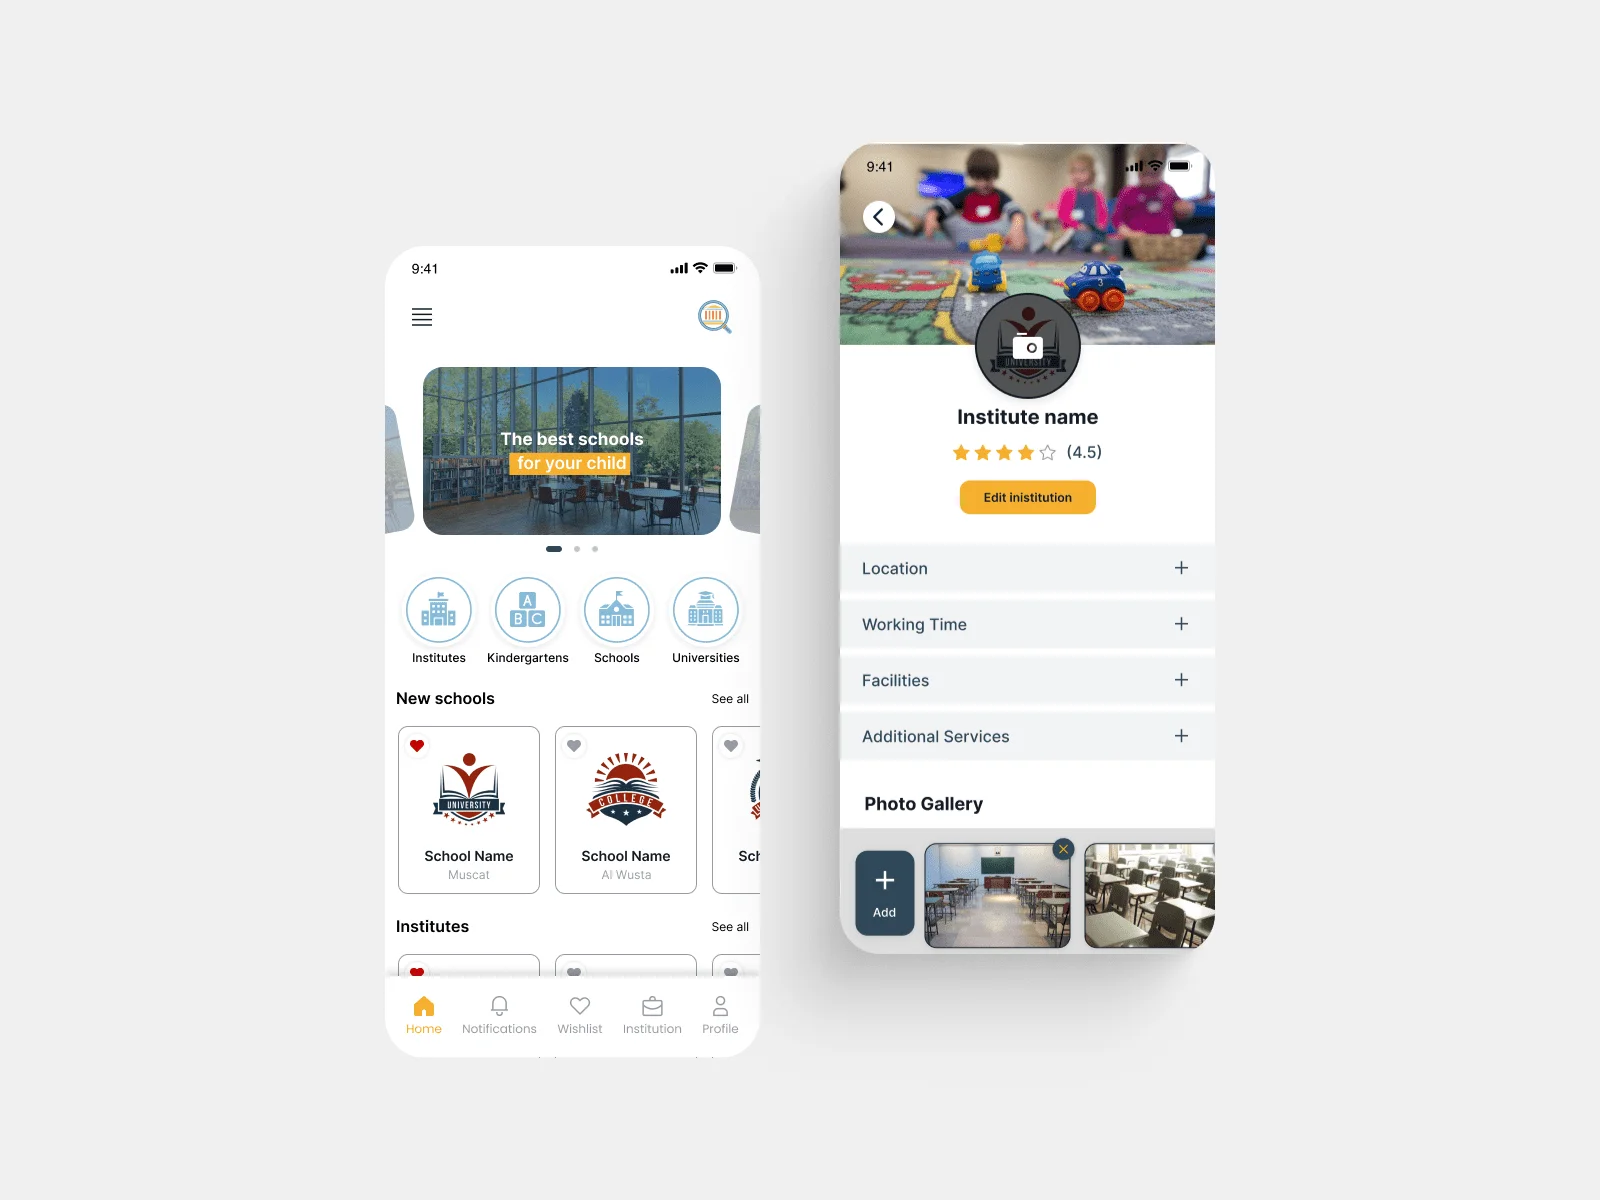 9:41
The best schools
for your child
A
B C
Institutes
Kindergartens
Schools
Universities
New schools
See all
UNIVERSITY
School Name
Muscat
COLLEGE
School Name
Al Wusta
Sch
Institutes
See all
Home
Notifications
Wishlist
Institution
Profile
9:41
3
UNIVERSITY
Institute name
(4.5)
Edit inistitution
Location
Working Time
Facilities
Additional Services
Photo Gallery
Add